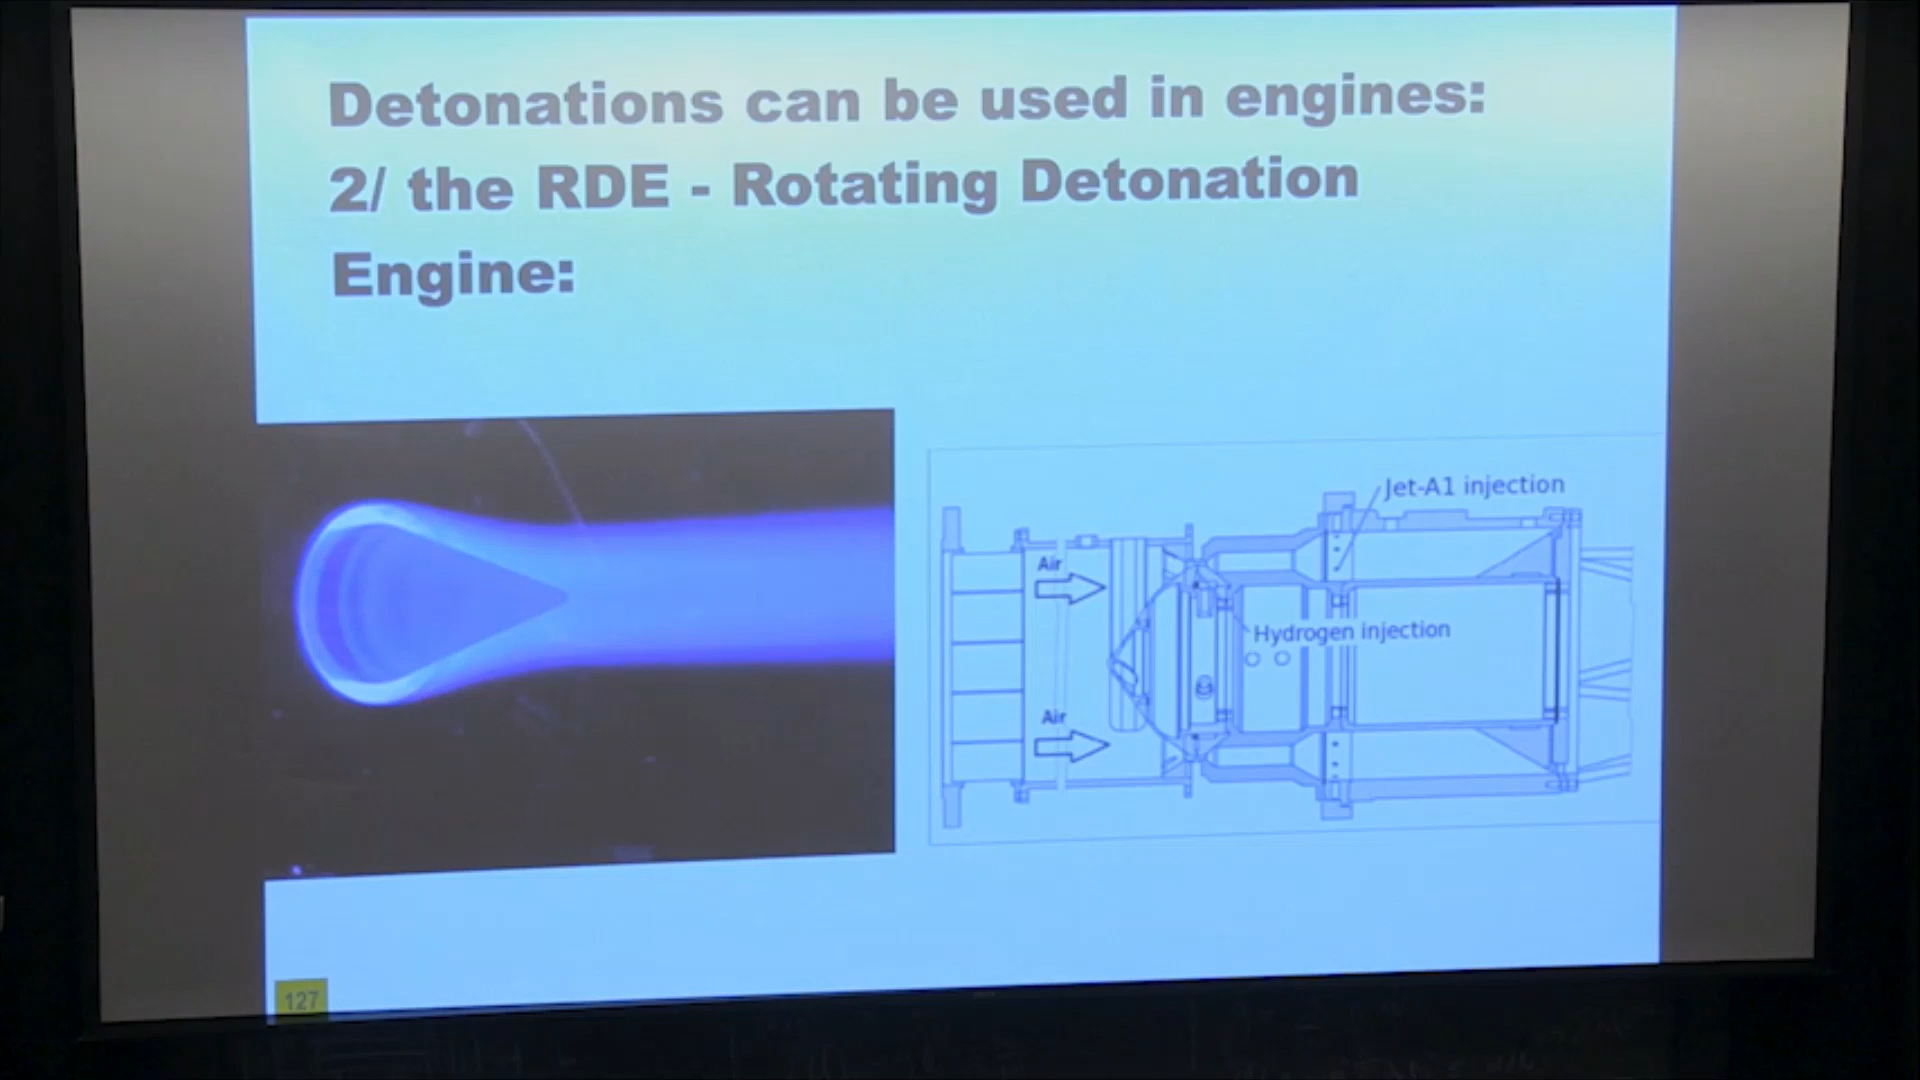 Detonations can be used in engines:
2/ the RDE - Rotating Detonation
Engine:
Jet-A1 injection
Air
Hydrogen injection
Air
127